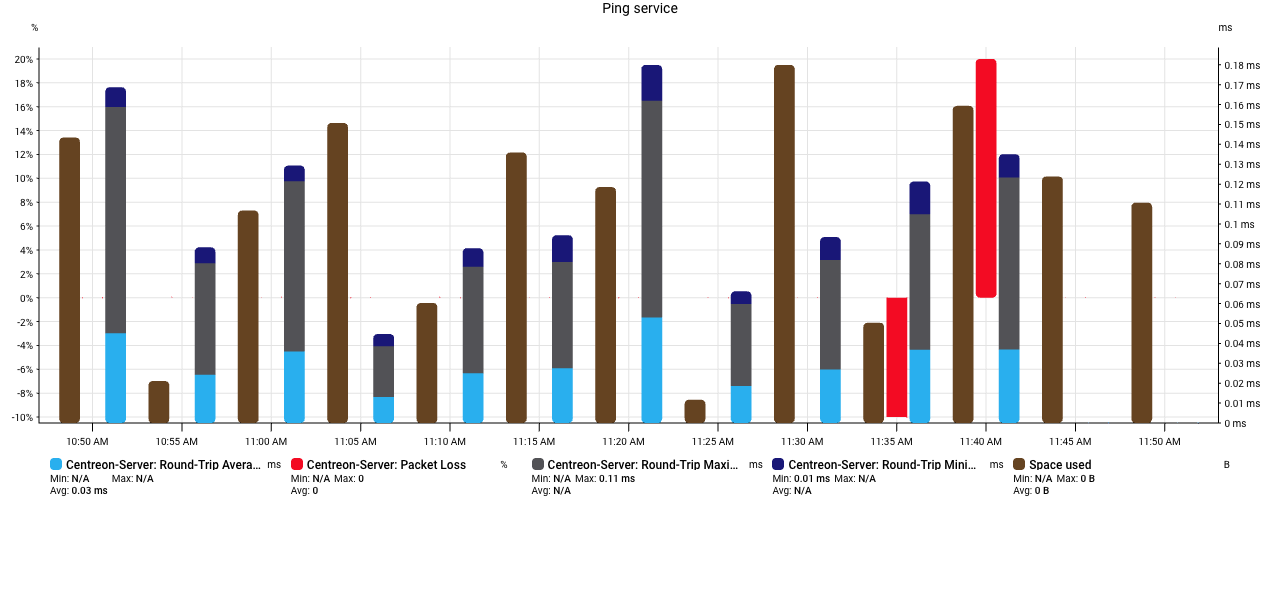 Ping service
% ms
20%
18%
16%
14%
12%
10%
8%
6%
4%
2%
0%
-2%
-4%
-6%
-8%
-10%
0.18 ms
0.17 ms
0.16 ms
0.15 ms
0.14 ms
0.13 ms
0.12 ms
0.11 ms
0.1 ms
0.09 ms
0.08 ms
0.07 ms
0.06 ms
0.05 ms
0.04 ms
0.03 ms
0.02 ms
0.01 ms
0 ms
10:50 AM 10:55 AM 11:00 AM 11:05 AM 11:10 AM 11:15 AM 11:20 AM 11:25 AM 11:30 AM 11:35 AM 11:40 AM 11:45 AM 11:50 AM
Centreon-Server: Round-Trip Avera... ms
Min: N/A Max: N/A
Avg: 0.03 ms
Centreon-Server: Packet Loss %
Min: N/A Max: 0
Avg: 0
Centreon-Server: Round-Trip Maxi... ms
Min: N/A Max: 0.11 ms
Avg: N/A
Centreon-Server: Round-Trip Mini... ms
Min: 0.01 ms Max: N/A
Avg: N/A
Space used B
Min: N/A Max: 0 B
Avg: 0 B